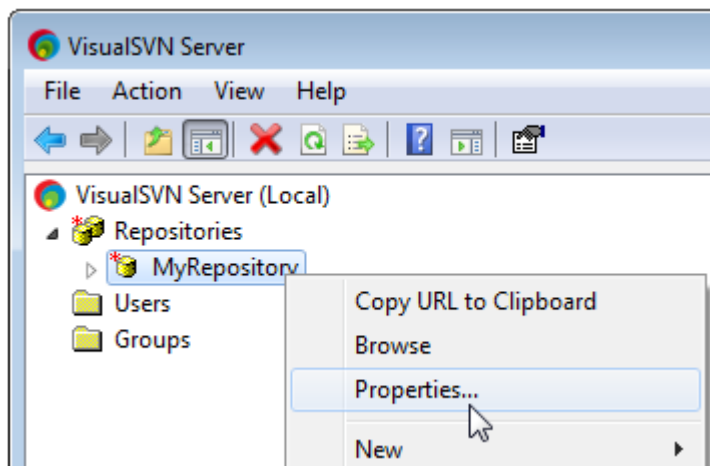 VisualSVN Server
File Action View Help
VisualSVN Server (Local)
Repositories
MyRepository
Users
Groups
Copy URL to Clipboard
Browse
Properties...
New